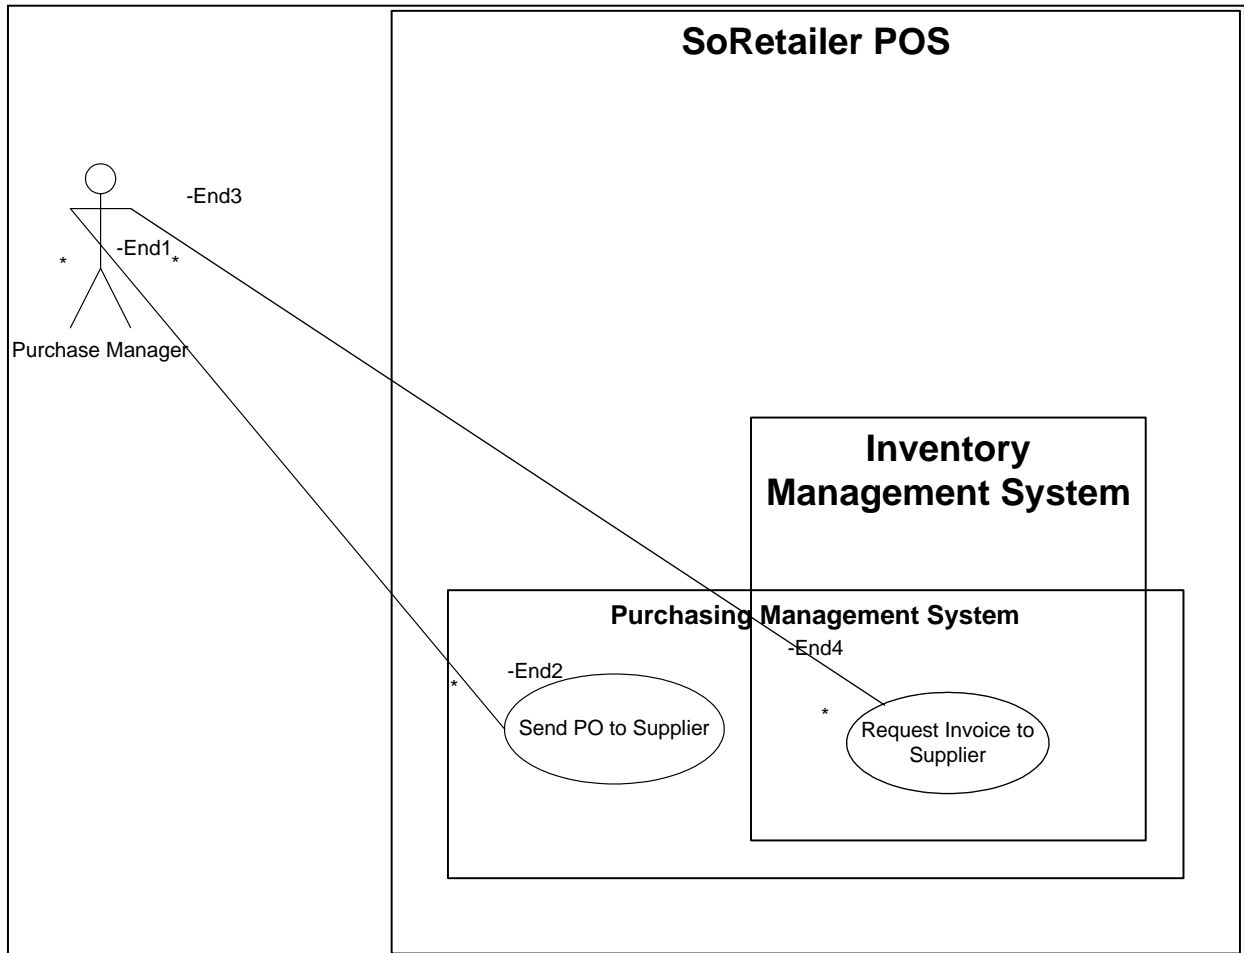 SoRetailer POS
-End3
-End1
*
*
Purchase Manager
Inventory
Management System
Purchasing Management System
-End4
-End2
*
*
Send PO to Supplier
Request Invoice to
Supplier